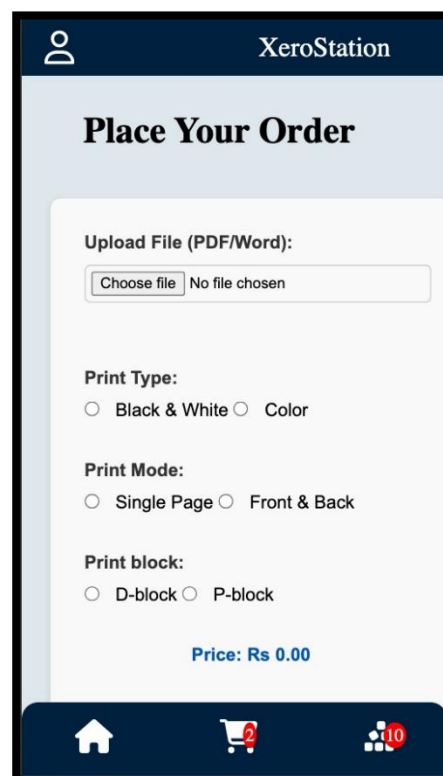 XeroStation
Place Your Order
Upload File (PDF/Word):
Choose file No file chosen
Print Type:
Black & White Color
Print Mode:
Single Page Front & Back
Print block:
D-block P-block
Price: Rs 0.00
2 10